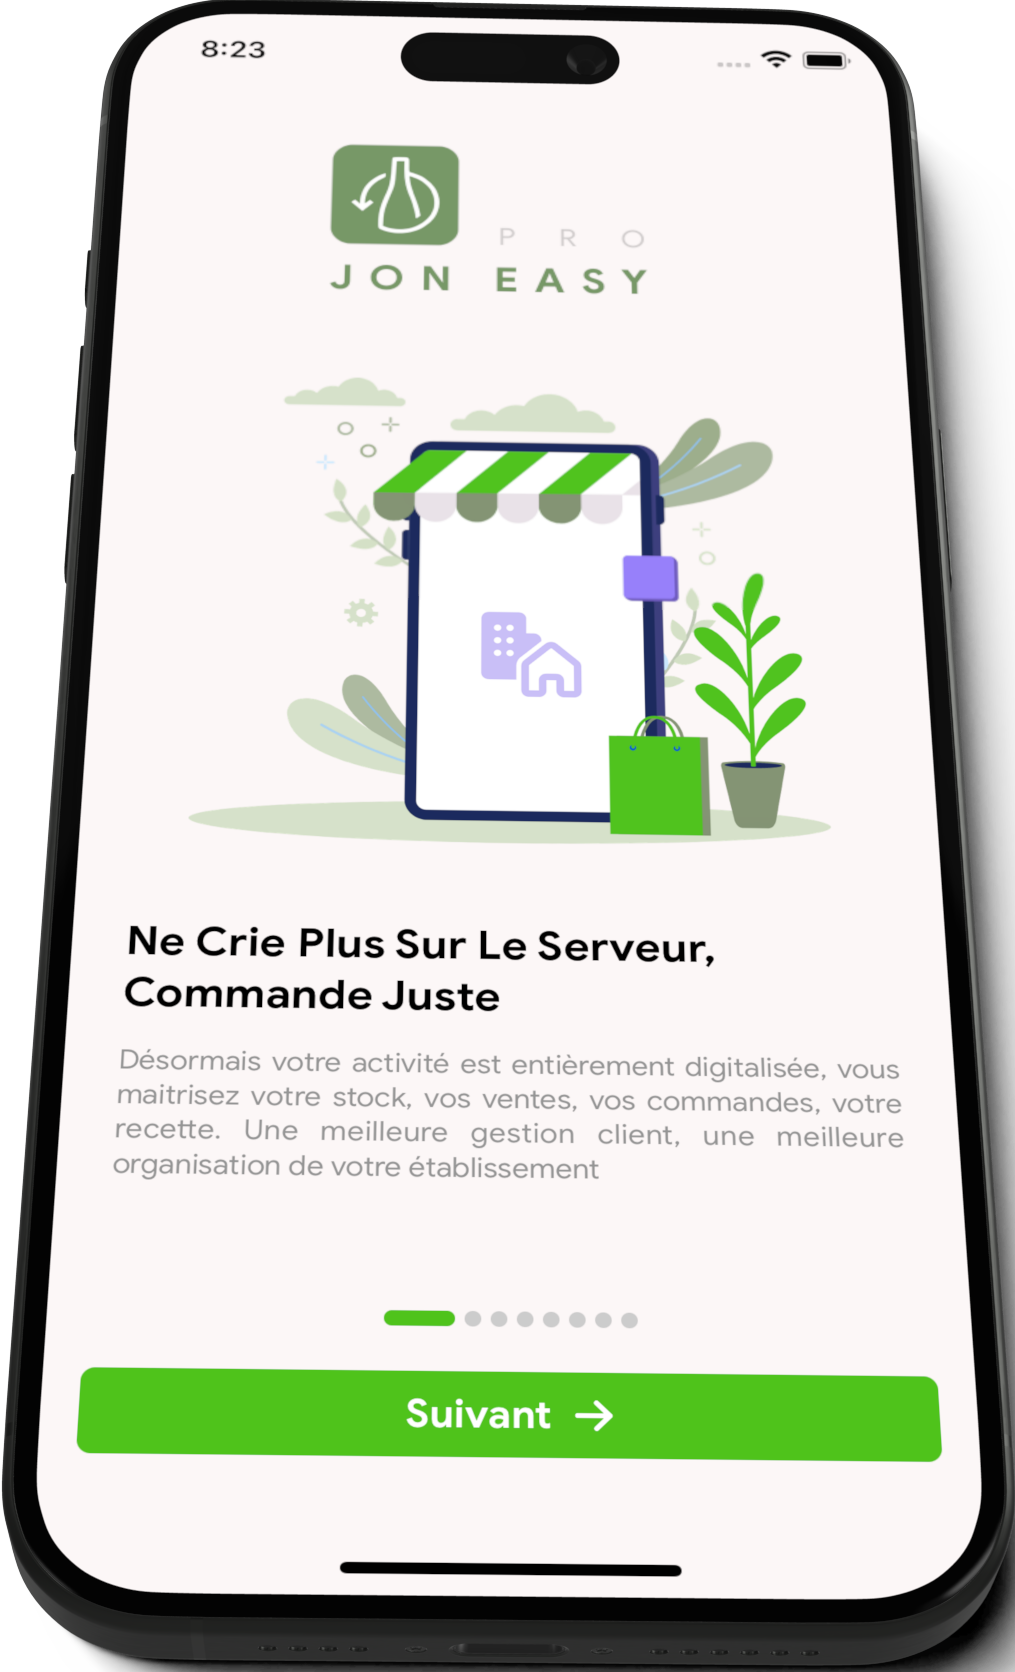 8:23
PRO
JON EASY
Ne Crie Plus Sur Le Serveur,
Commande Juste
Désormais votre activité est entièrement digitalisée, vous
maitrisez votre stock, vos ventes, vos commandes, votre
recette. Une meilleure gestion client, une meilleure
organisation de votre établissement
Suivant